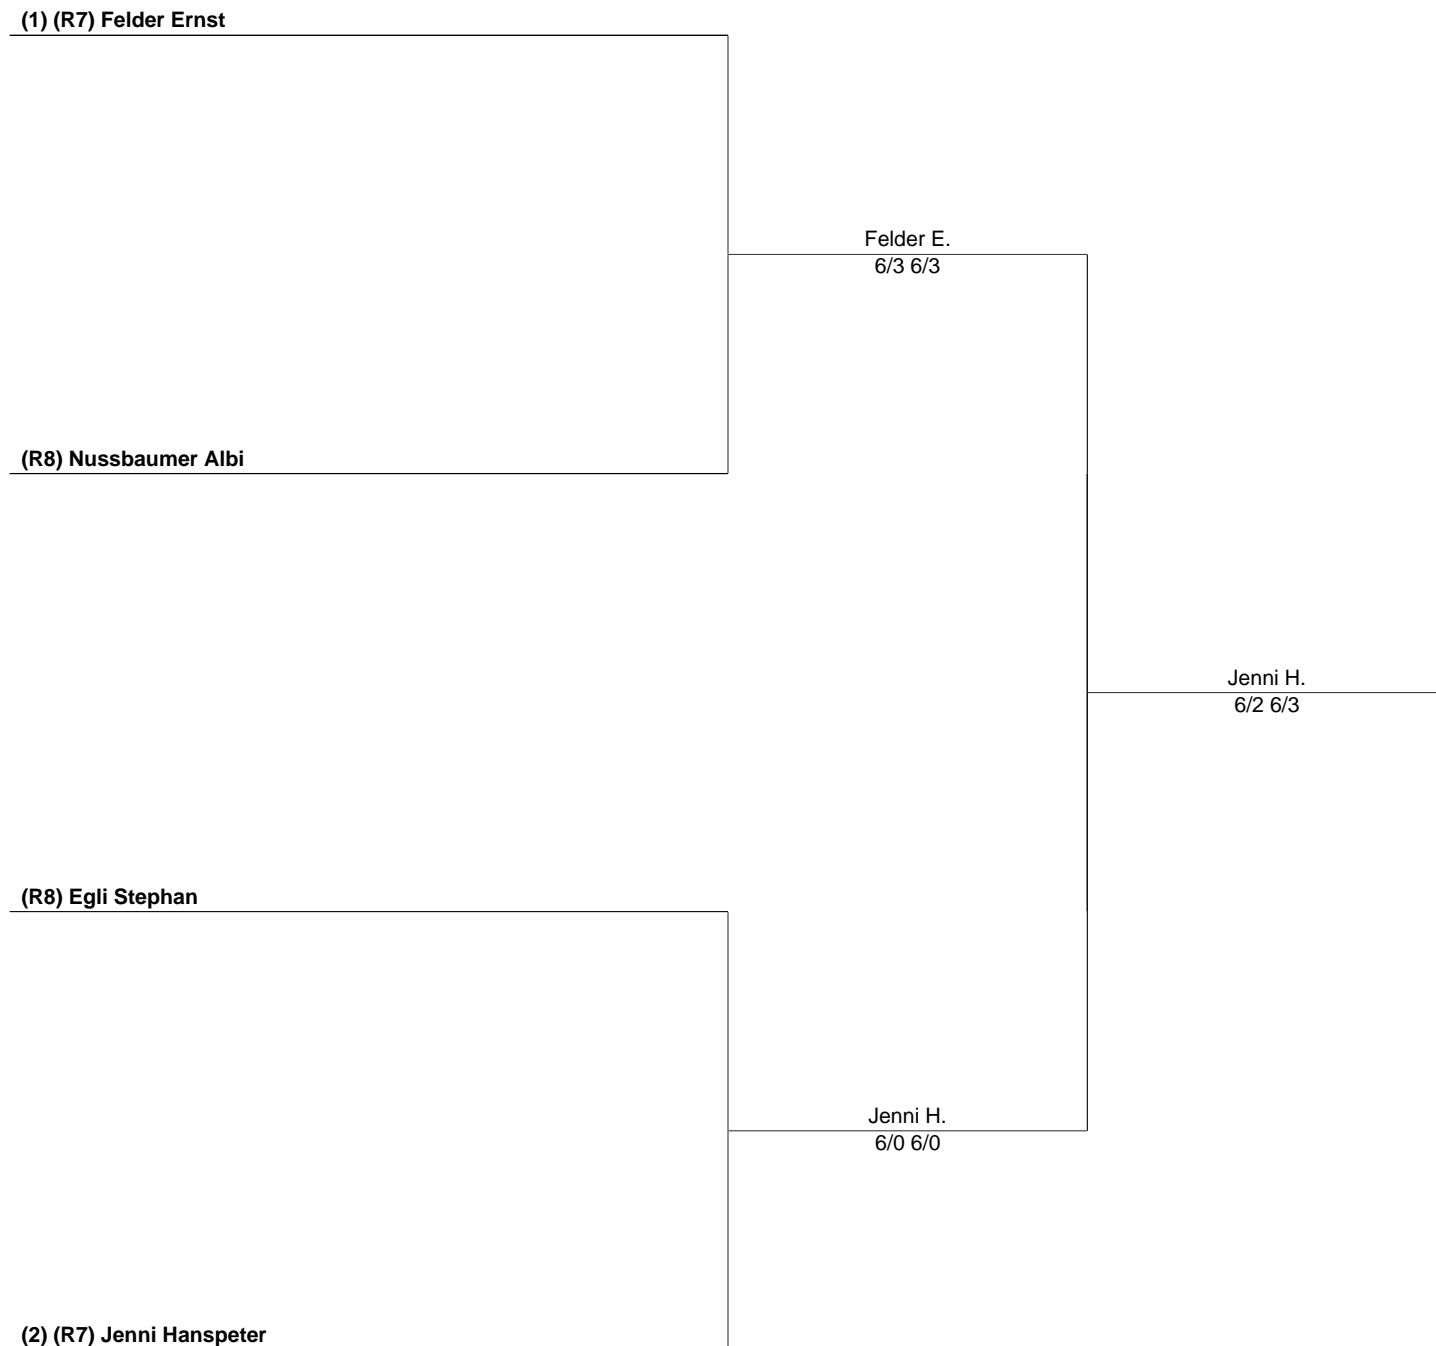 (1) (R7) Felder Ernst
Felder E.
6/3 6/3
(R8) Nussbaumer Albi
Jenni H.
6/2 6/3
(R8) Egli Stephan
Jenni H.
6/0 6/0
(2) (R7) Jenni Hanspeter